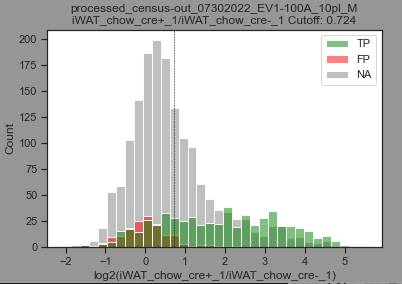 processed_census-out_07302022_EV1-100A_10pl_M
iWAT_chow_cre+_1/iWAT_chow_cre-_1 Cutoff: 0.724
TP
FP
NA
Count
200
175
150
125
100
75
50
25
0
−2 −1 0 1 2 3 4 5
log2(iWAT_chow_cre+_1/iWAT_chow_cre-_1)